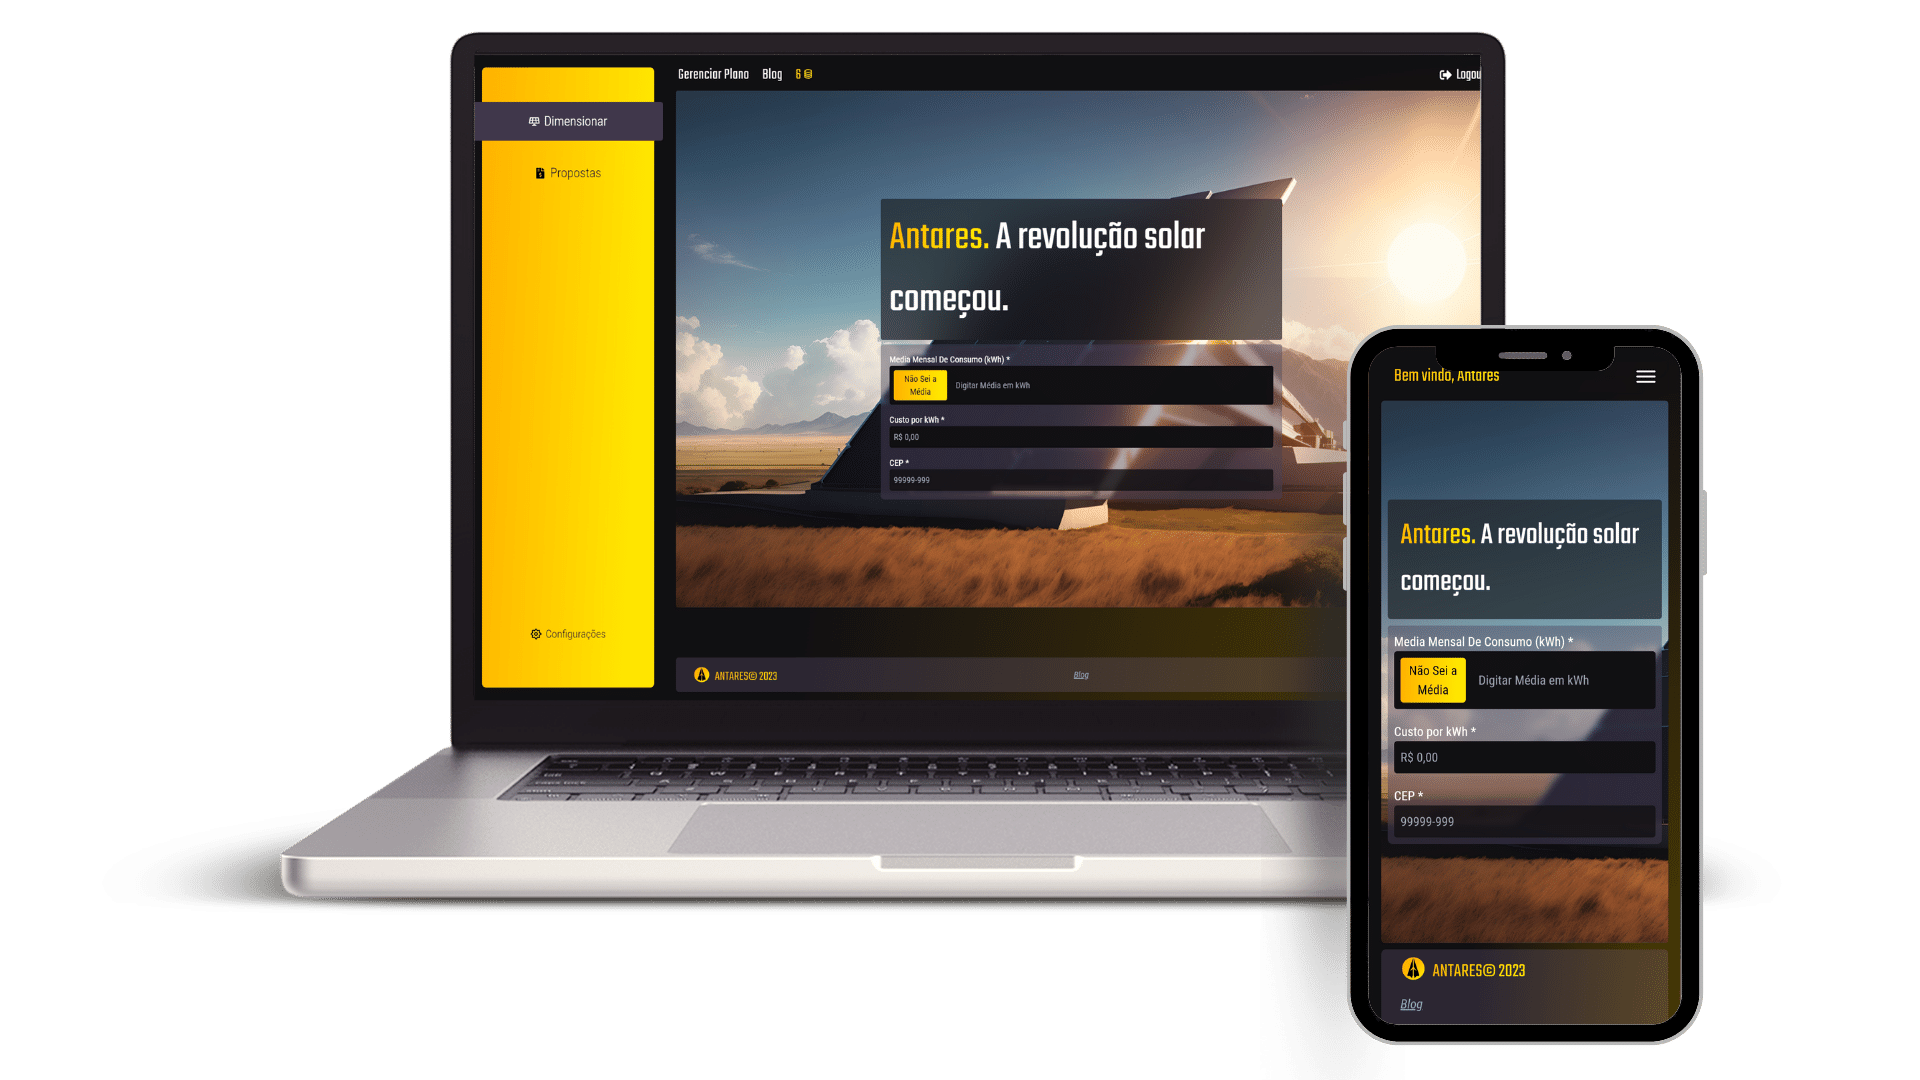 Gerenciar Plano Blog 6
Logou
Dimensionar
Propostas
Configurações
Antares. A revolução solar
começou.
Media Mensal De Consumo (kWh) *
Não Sei a
Média
Digitar Média em kWh
Custo por kWh *
R$ 0,00
CEP *
99999-999
ANTARES© 2023
Blog
Bem vindo, Antares
Antares. A revolução solar
começou.
Media Mensal De Consumo (kWh) *
Não Sei a
Média
Digitar Média em kWh
Custo por kWh *
R$ 0,00
CEP *
99999-999
ANTARES© 2023
Blog